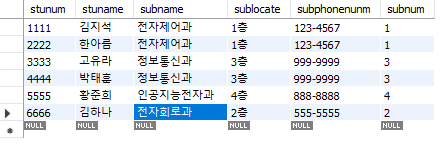 stunum stuname subname sublocate subphonenunm subnum
1111 김지석 전자제어과 1층 123-4567 1
2222 한아름 전자제어과 1층 123-4567 1
3333 고유라 정보통신과 3층 999-9999 3
4444 박태훈 정보통신과 3층 999-9999 3
5555 황준희 인공지능전자과 4층 888-8888 4
6666 김하나 전자회로과 2층 555-5555 2
NULL NULL NULL NULL NULL NULL